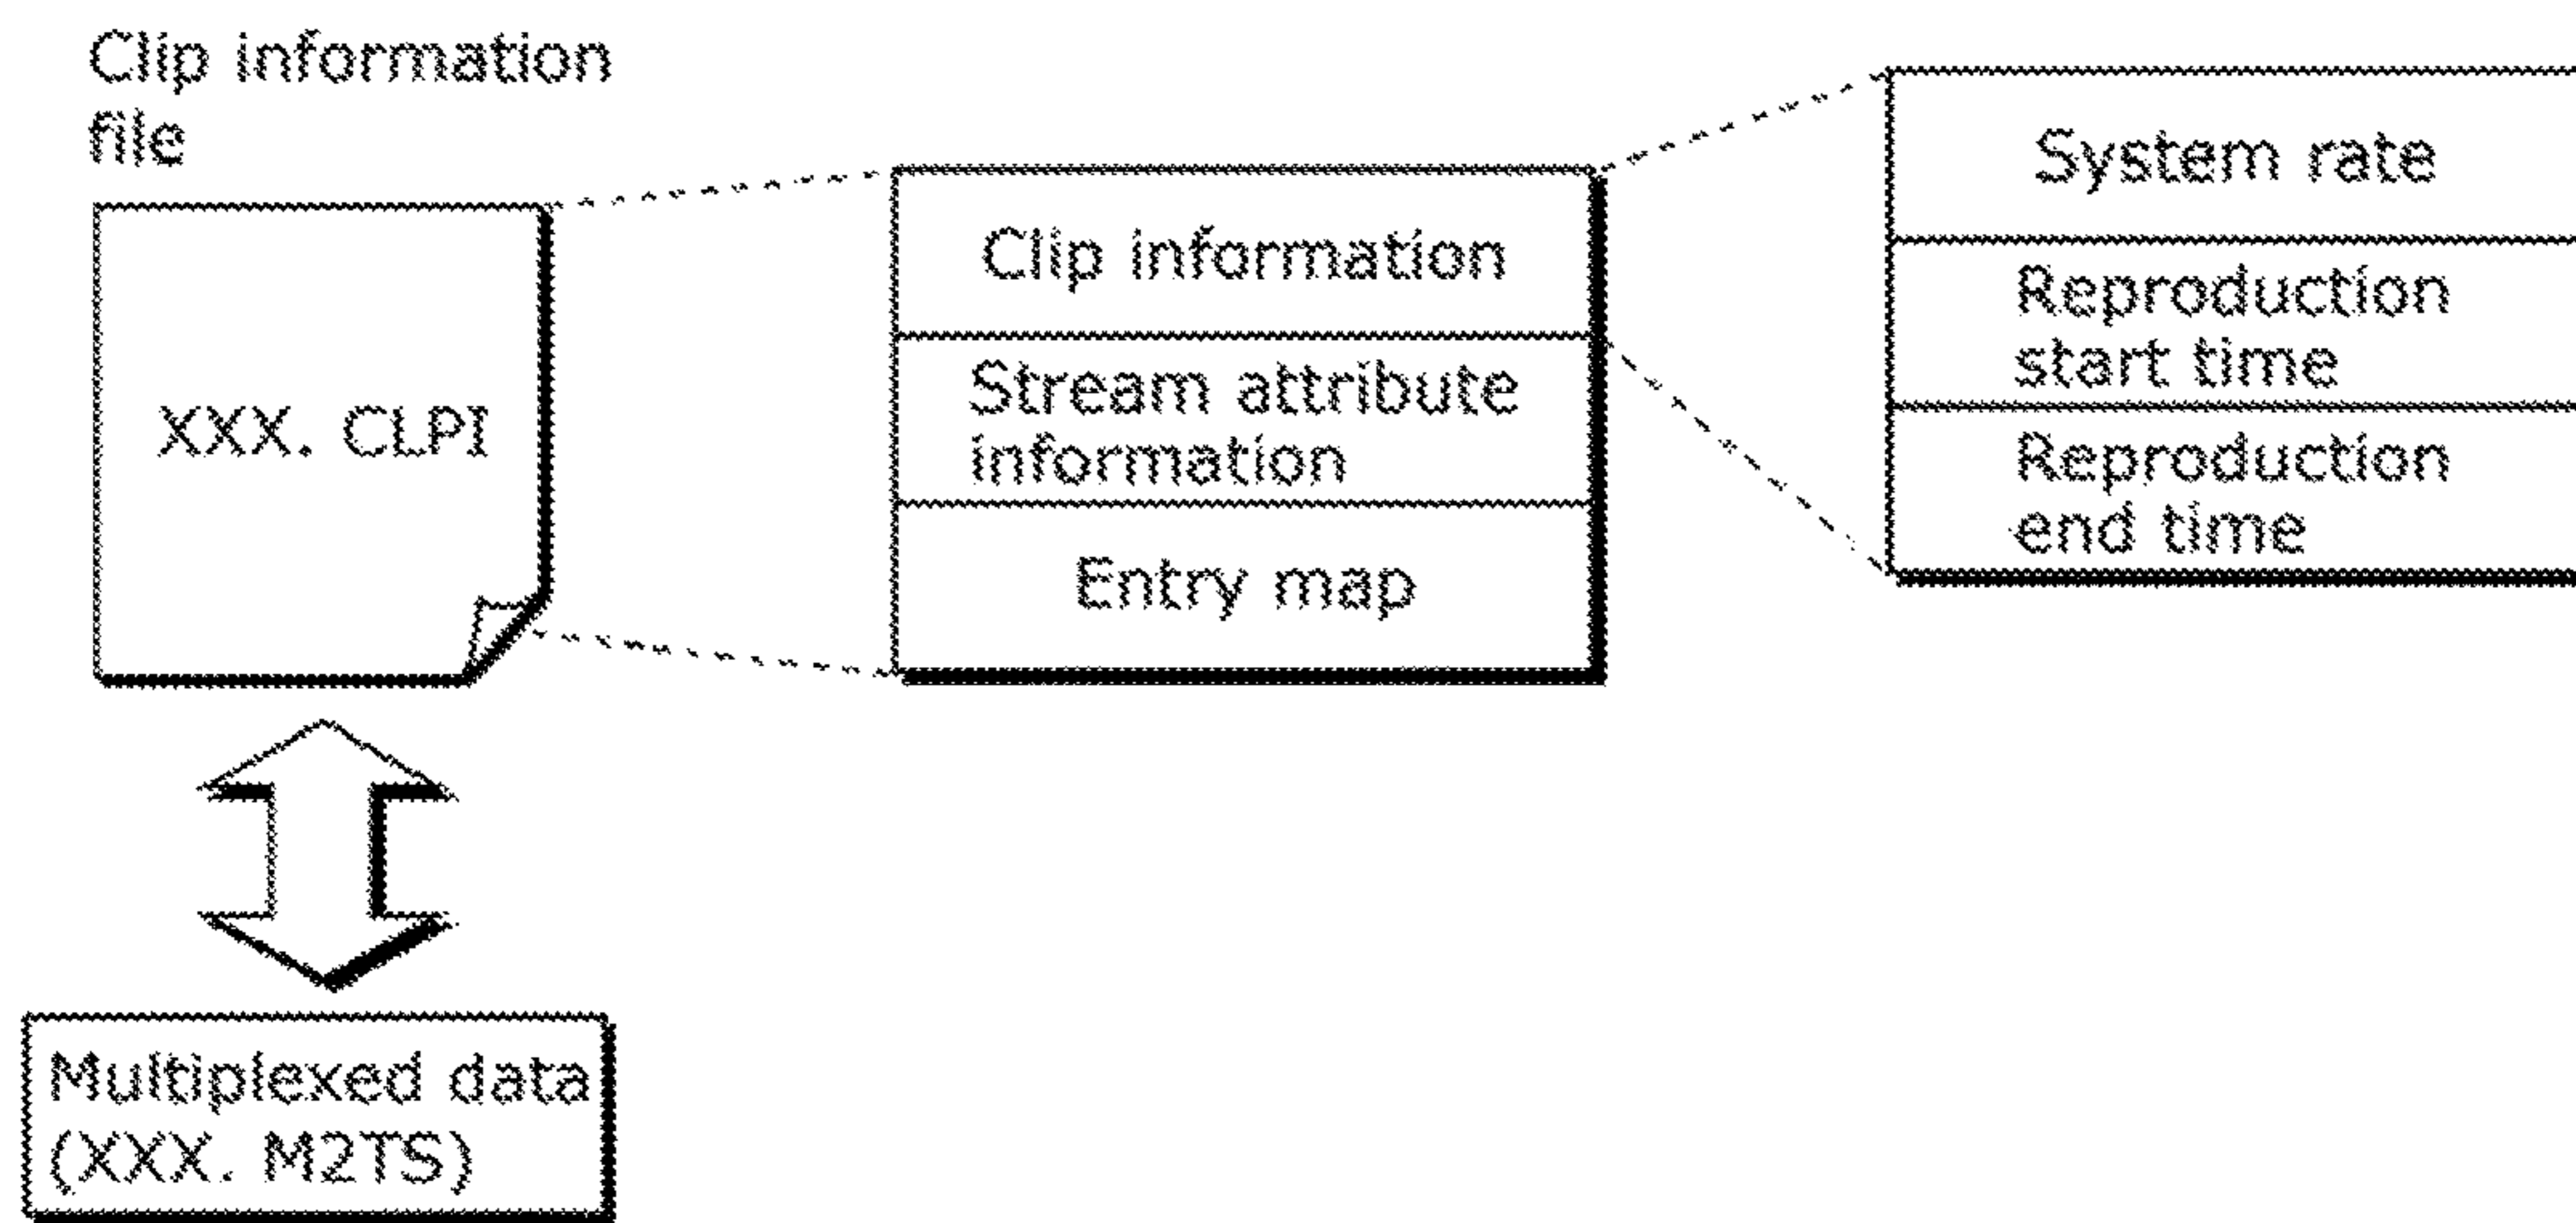 Clip information
file
XXX. CLPI
Multiplexed data
(XXX. M2TS)
Clip information
Stream attribute
information
Entry map
System rate
Reproduction
start time
Reproduction
end time